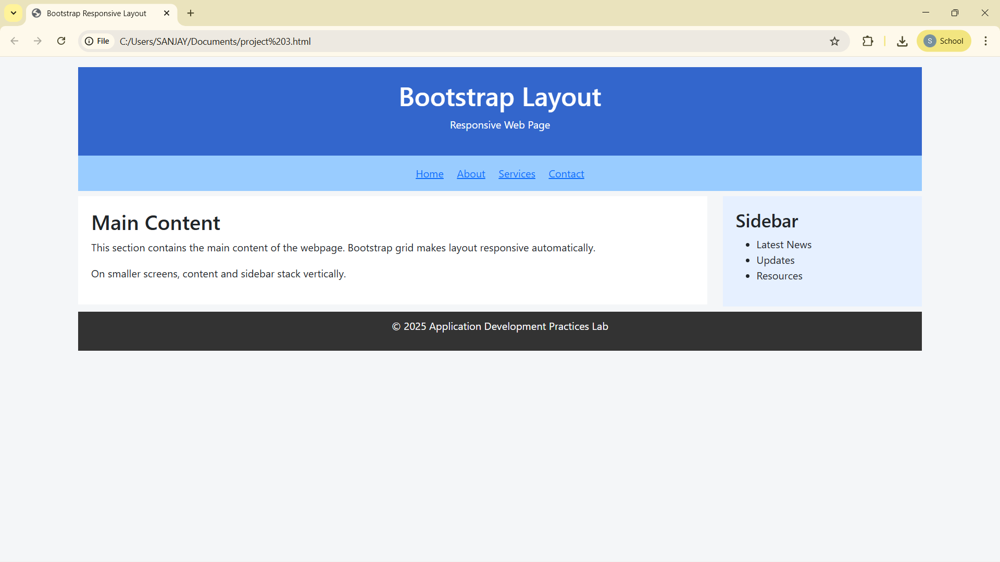 Bootstrap Responsive Layout
File C:/Users/SANJAY/Documents/project%203.html
S School
Bootstrap Layout
Responsive Web Page
Home About Services Contact
Main Content
This section contains the main content of the webpage. Bootstrap grid makes layout responsive automatically.
On smaller screens, content and sidebar stack vertically.
Sidebar
Latest News
Updates
Resources
© 2025 Application Development Practices Lab